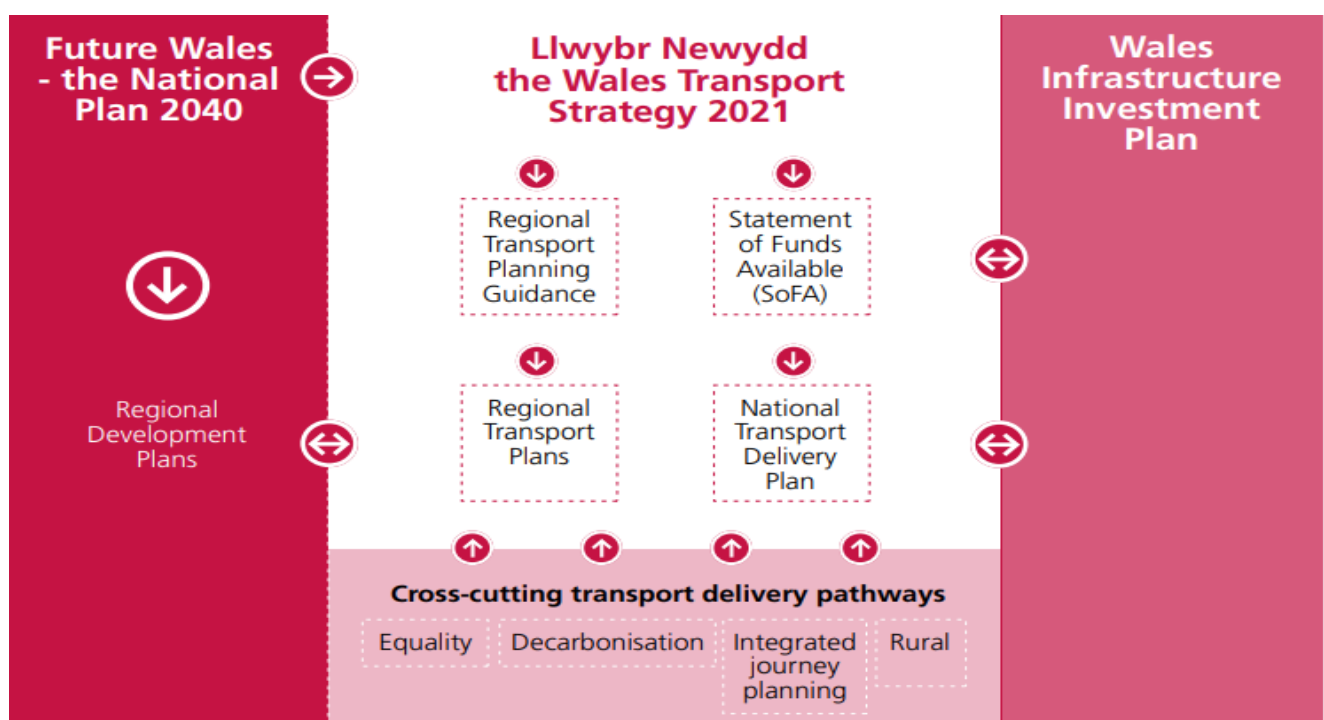 Future Wales
- the National
Plan 2040
Regional
Development
Plans
Llwybr Newydd
the Wales Transport
Strategy 2021
Regional
Transport
Planning
Guidance
Statement
of Funds
Available
(SoFA)
Regional
Transport
Plans
National
Transport
Delivery
Plan
Cross-cutting transport delivery pathways
Equality
Decarbonisation
Integrated
journey
planning
Rural
Wales
Infrastructure
Investment
Plan